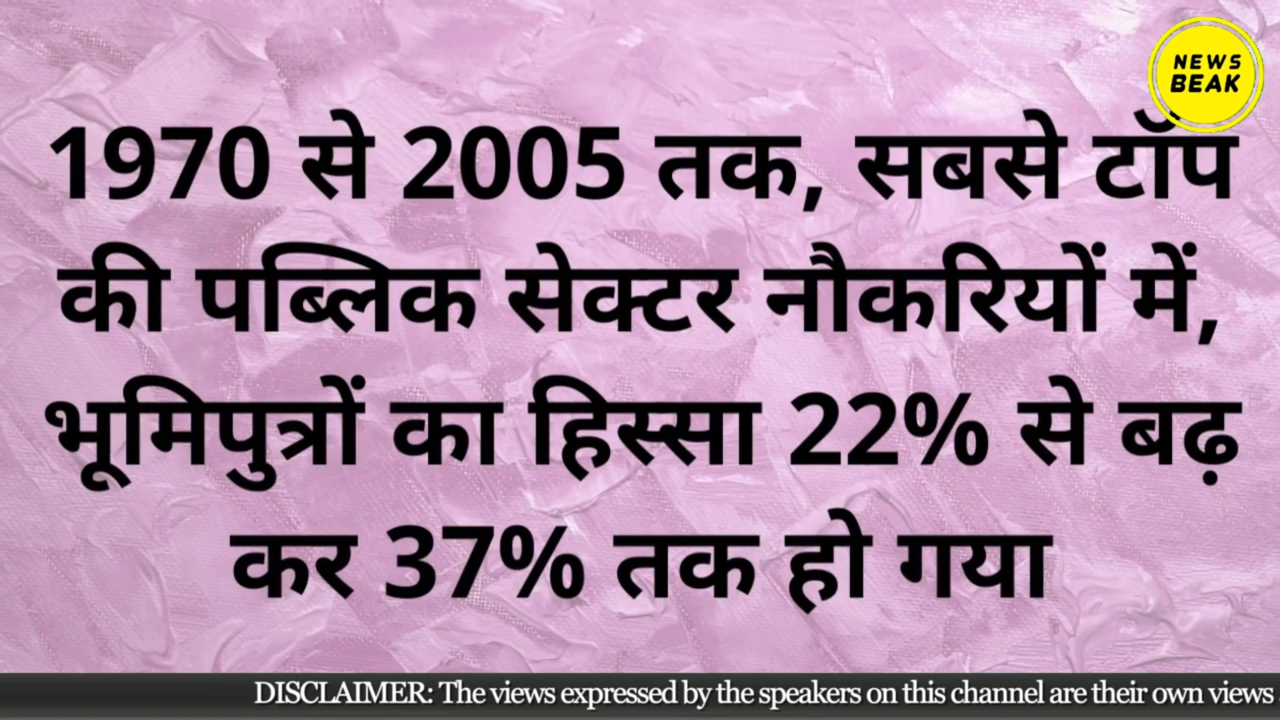 NEWS
BEAK
1970 से 2005 तक, सबसे टॉप
की पब्लिक सेक्टर नौकरियों में,
भूमिपुत्रों का हिस्सा 22% से बढ़
कर 37% तक हो गया
DISCLAIMER: The views expressed by the speakers on this channel are their own views